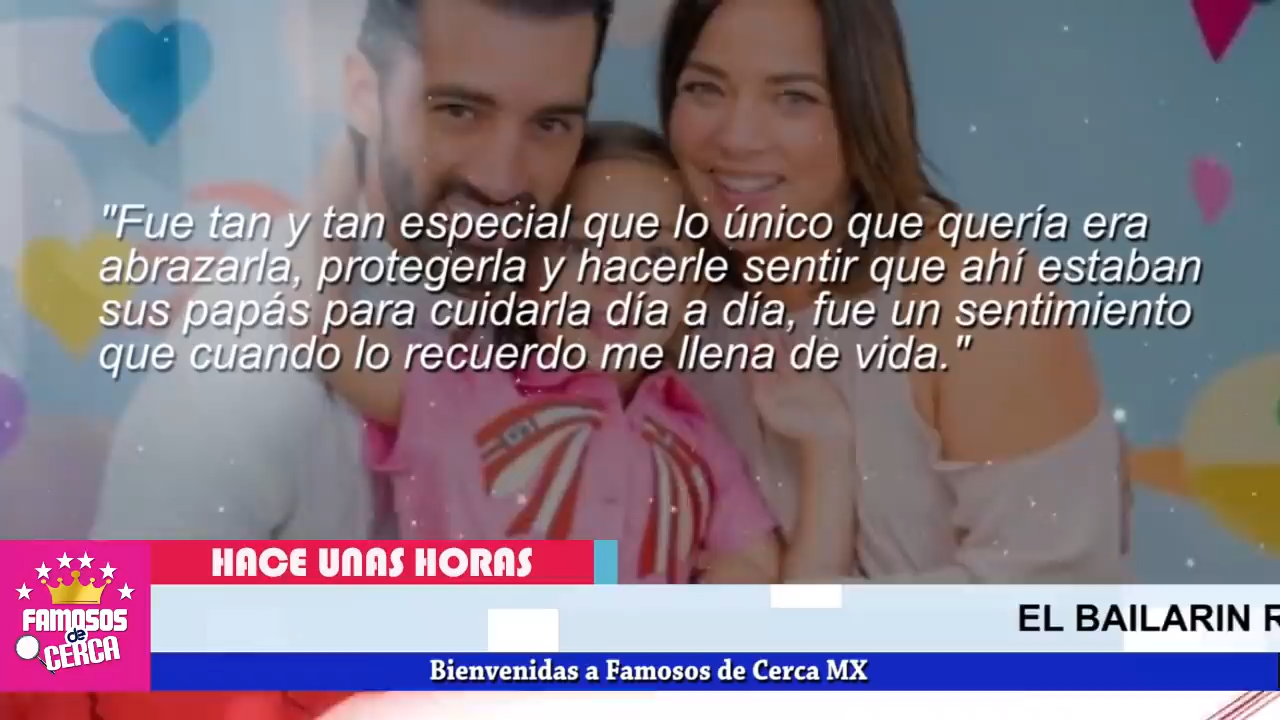 "Fue tan y tan especial que lo único que quería era
abrazarla, protegerla y hacerle sentir que ahí estaban
sus papás para cuidarla día a día, fue un sentimiento
que cuando lo recuerdo me llena de vida."
HACE UNAS HORAS
FAMOSOS
de
CERCA
EL BAILARIN
Bienvenidas a Famosos de Cerca MX